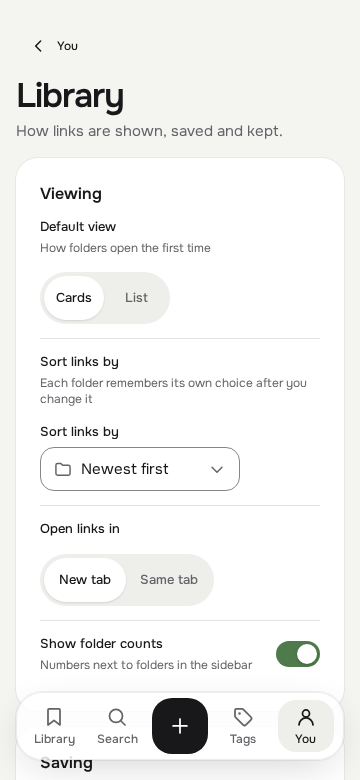 You
Library
How links are shown, saved and kept.
Viewing
Default view
How folders open the first time
Cards
List
Sort links by
Each folder remembers its own choice after you
change it
Sort links by
Newest first
Open links in
New tab
Same tab
Show folder counts
Numbers next to folders in the sidebar
Library
Search
Tags
You
Saving